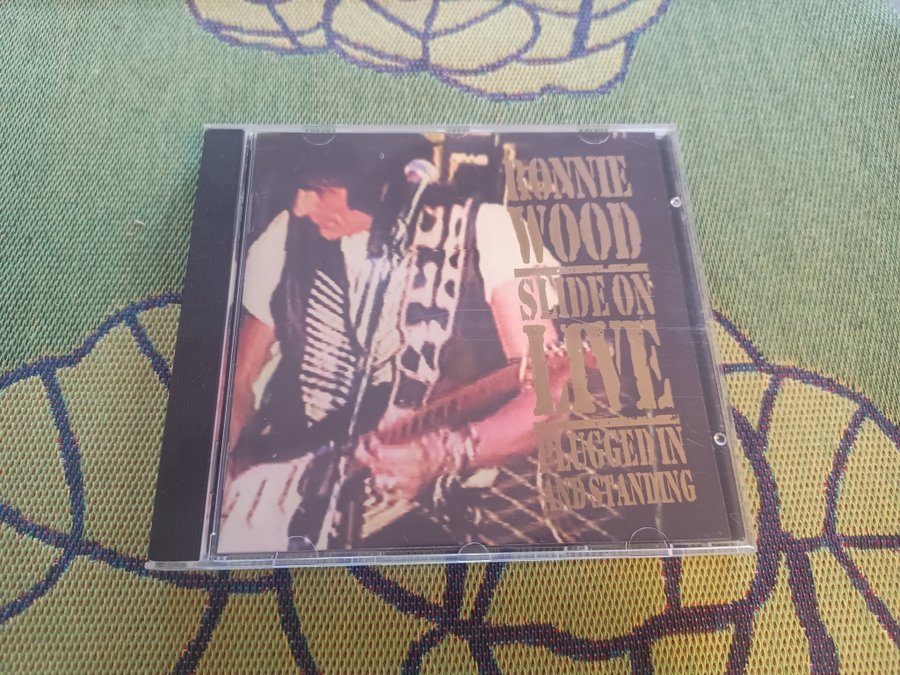 RONNIE
WOOD
SLIDE ON
LIVE
PLUGGED IN
AND STANDING